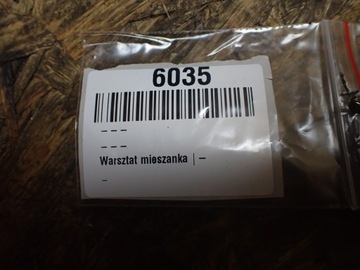 6035
– – –
– – –
Warsztat mieszanka | –
–